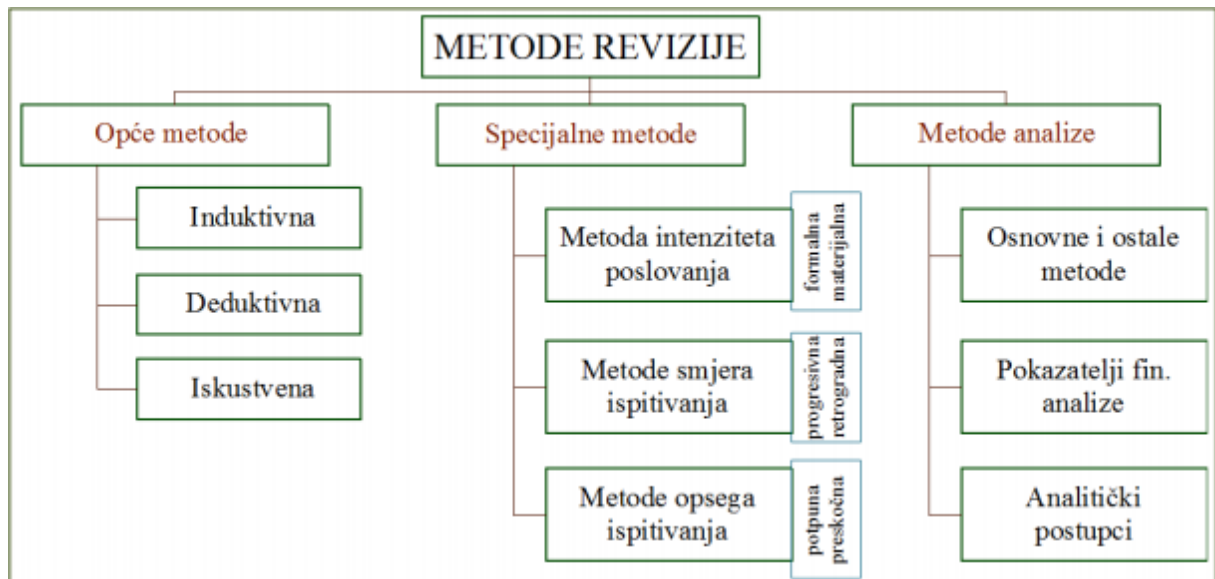 METODE REVIZIJE
Opće metode
Induktivna
Deduktivna
Iskustvena
Specijalne metode
Metoda intenziteta
poslovanja
formalna
materijalna
Metode smjera
ispitivanja
progresivna
retrogradna
Metode opsega
ispitivanja
potpuna
preskočna
Metode analize
Osnovne i ostale
metode
Pokazatelji fin.
analize
Analitički
postupci